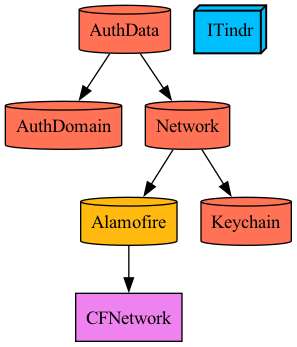 AuthData
ITindr
AuthDomain
Network
Alamofire
Keychain
CFNetwork